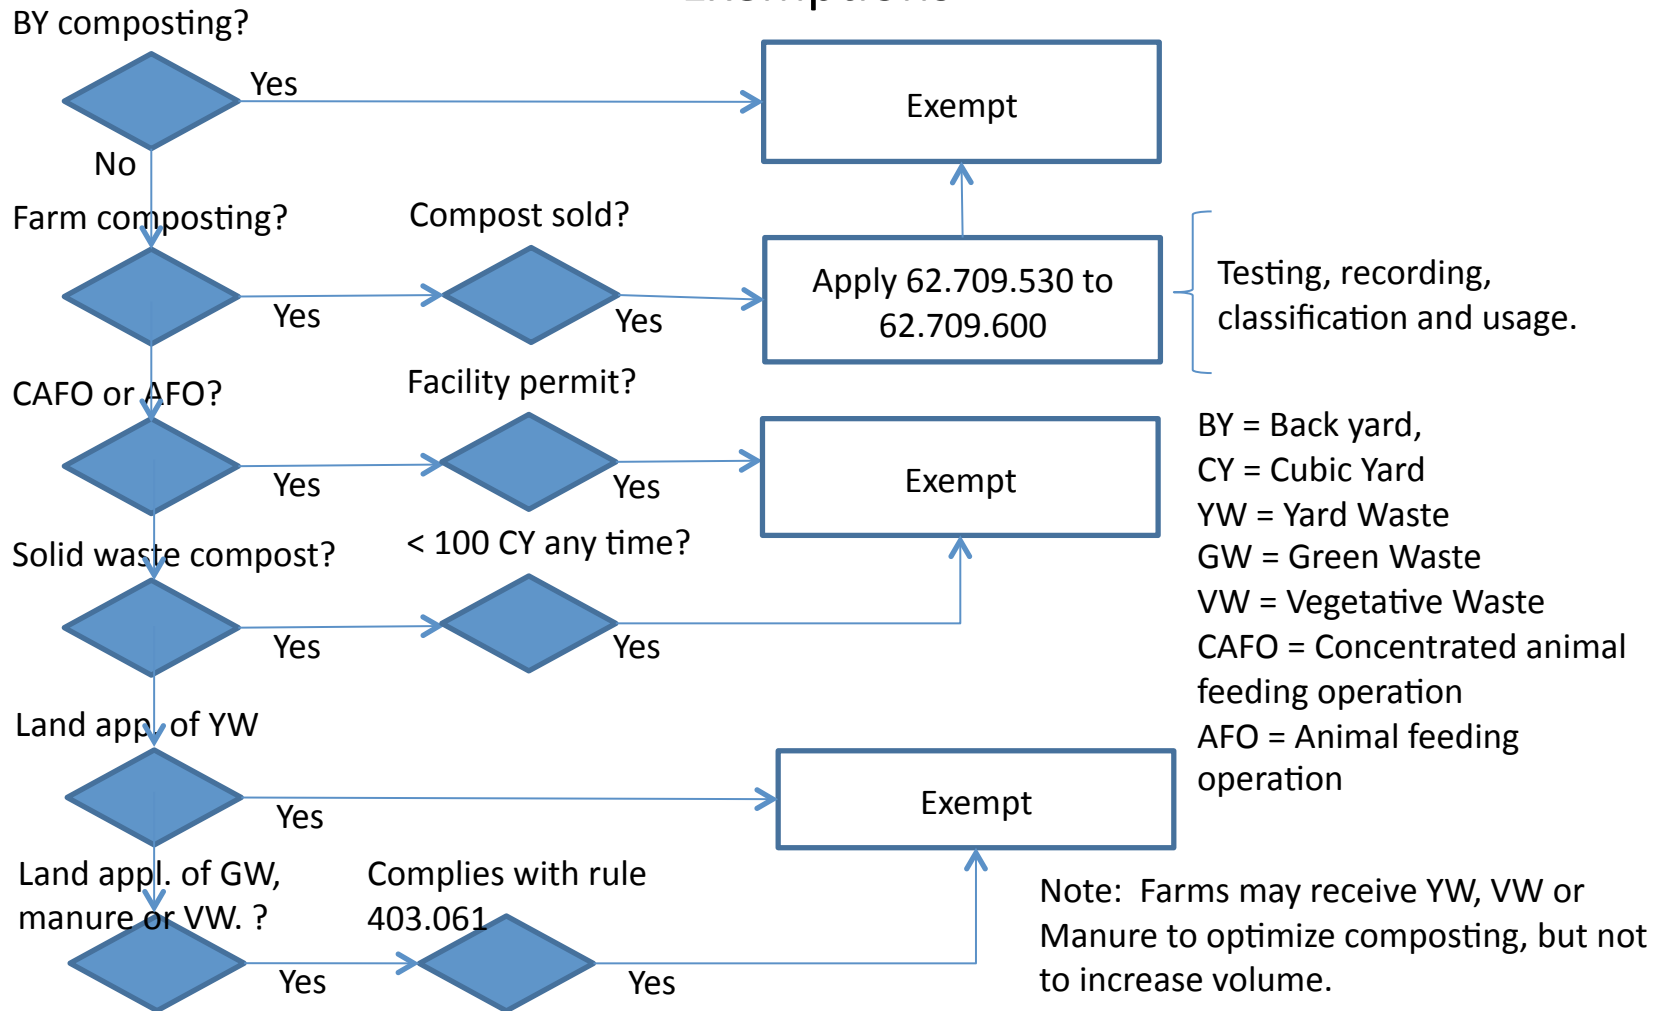 BY composting?
Yes
Exempt
No
Farm composting?
Compost sold?
Yes
Yes
Apply 62.709.530 to
62.709.600
Testing, recording,
classification and usage.
CAFO or AFO?
Facility permit?
Yes
Yes
Exempt
BY = Back yard,
CY = Cubic Yard
YW = Yard Waste
GW = Green Waste
VW = Vegetative Waste
CAFO = Concentrated animal
feeding operation
AFO = Animal feeding
operation
Solid waste compost?
< 100 CY any time?
Yes
Yes
Land app. of YW
Yes
Exempt
Land appl. of GW,
manure or VW. ?
Complies with rule
403.061
Yes
Yes
Note:  Farms may receive YW, VW or
Manure to optimize composting, but not
to increase volume.